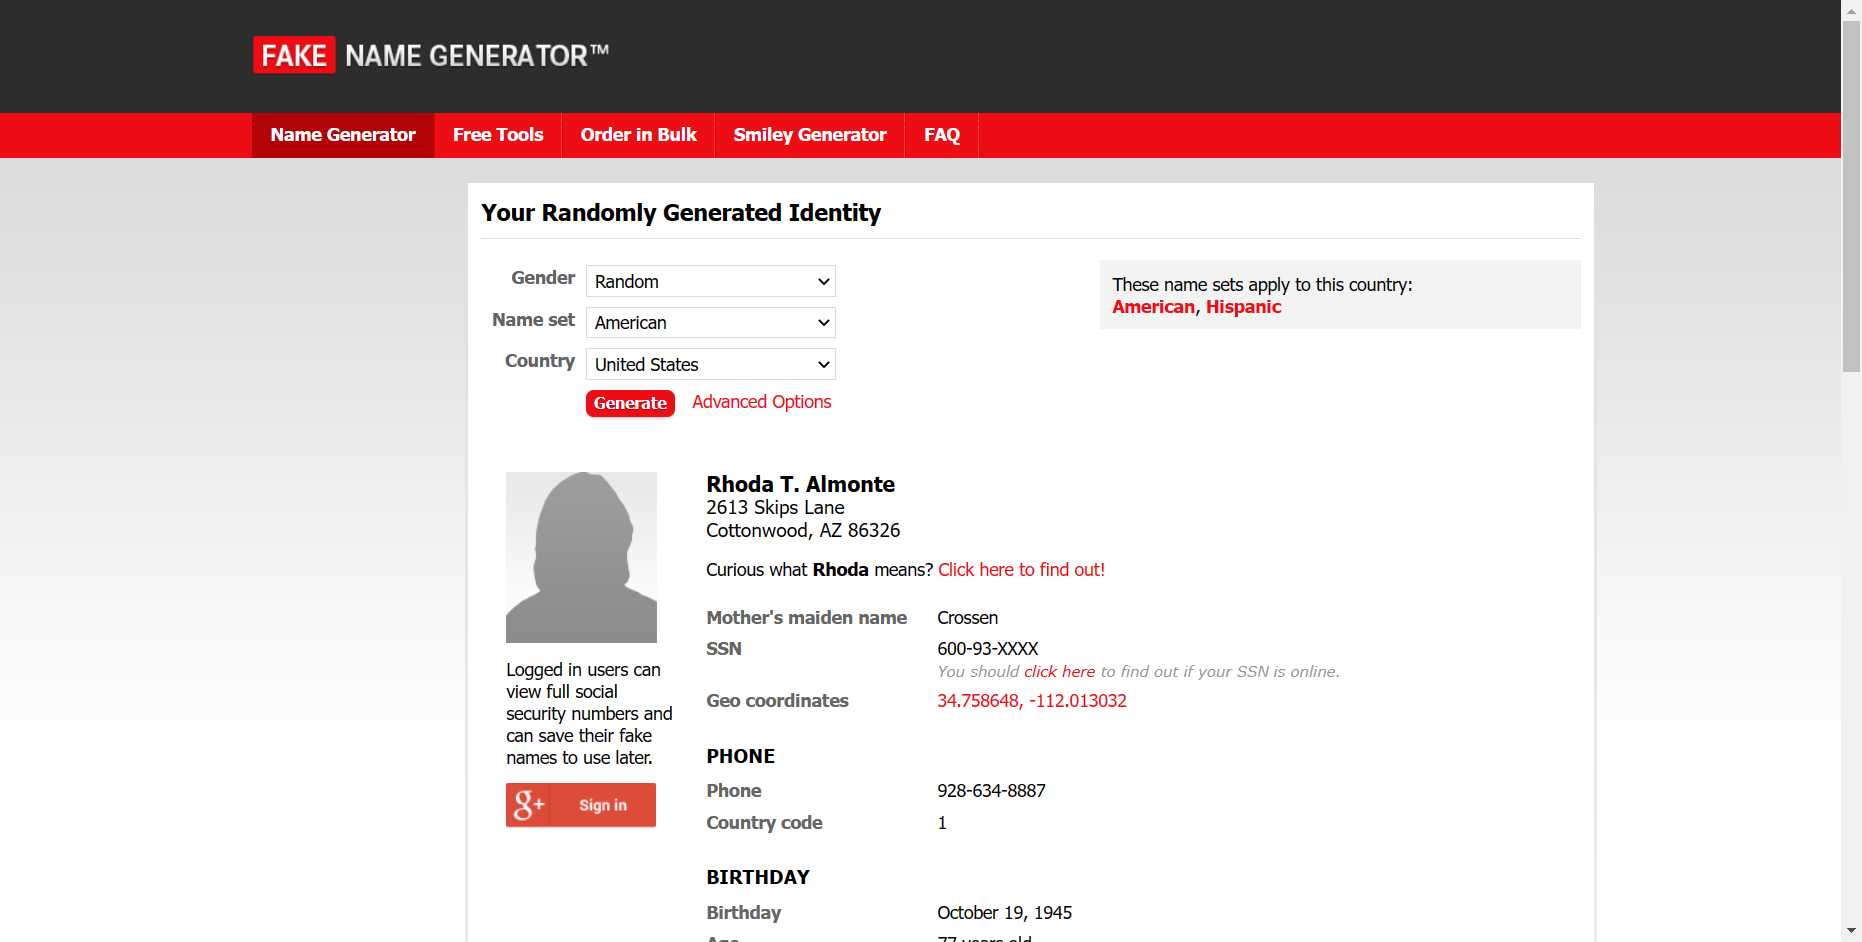 FAKE NAME GENERATOR™
Name Generator
Free Tools
Order in Bulk
Smiley Generator
FAQ
Your Randomly Generated Identity
Gender
Random
Name set
American
Country
United States
Generate
Advanced Options
These name sets apply to this country:
American, Hispanic
Logged in users can
view full social
security numbers and
can save their fake
names to use later.
g+ Sign in
Rhoda T. Almonte
2613 Skips Lane
Cottonwood, AZ 86326
Curious what Rhoda means? Click here to find out!
Mother's maiden name
Crossen
SSN
600-93-XXXX
You should click here to find out if your SSN is online.
Geo coordinates
34.758648, -112.013032
PHONE
Phone
928-634-8887
Country code
1
BIRTHDAY
Birthday
October 19, 1945
Age
77 years old